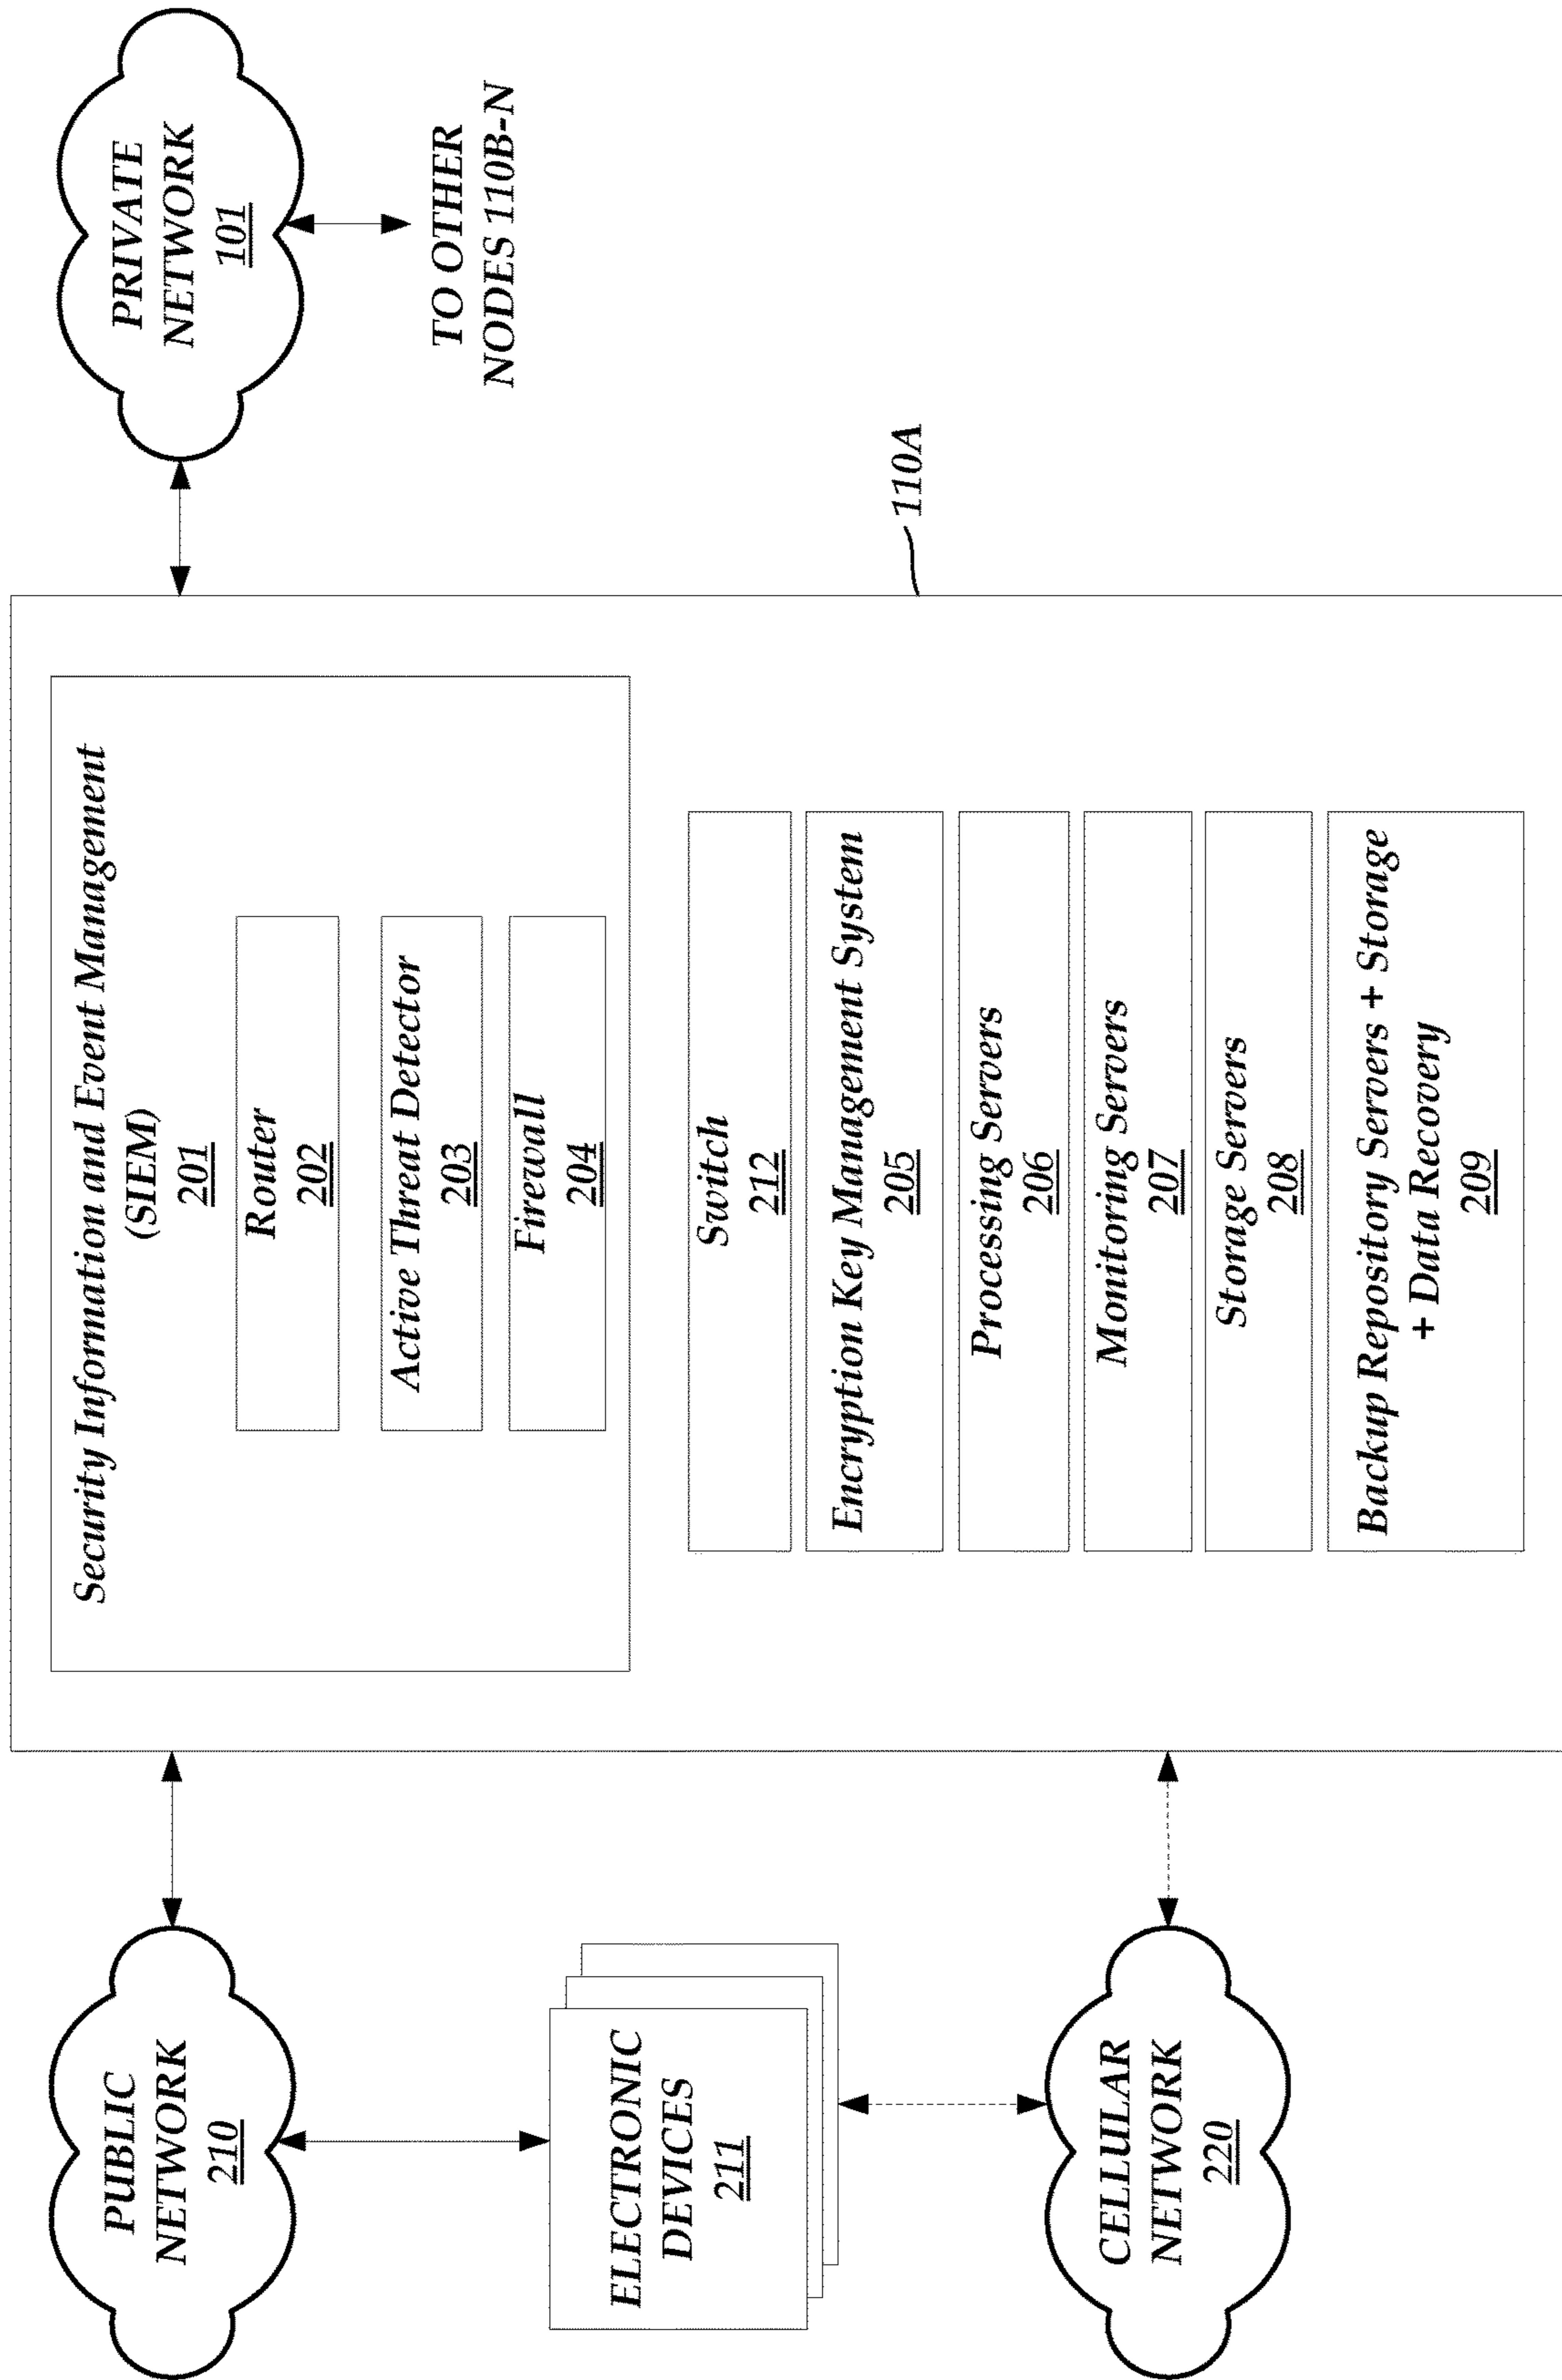 PUBLIC
NETWORK
210
ELECTRONIC
DEVICES
211
CELLULAR
NETWORK
220
Security Information and Event Management
(SIEM)
201
Router
202
Active Threat Detector
203
Firewall
204
Switch
212
Encryption Key Management System
205
Processing Servers
206
Monitoring Servers
207
Storage Servers
208
Backup Repository Servers + Storage
+ Data Recovery
209
110A
PRIVATE
NETWORK
101
TO OTHER
NODES 110B-N